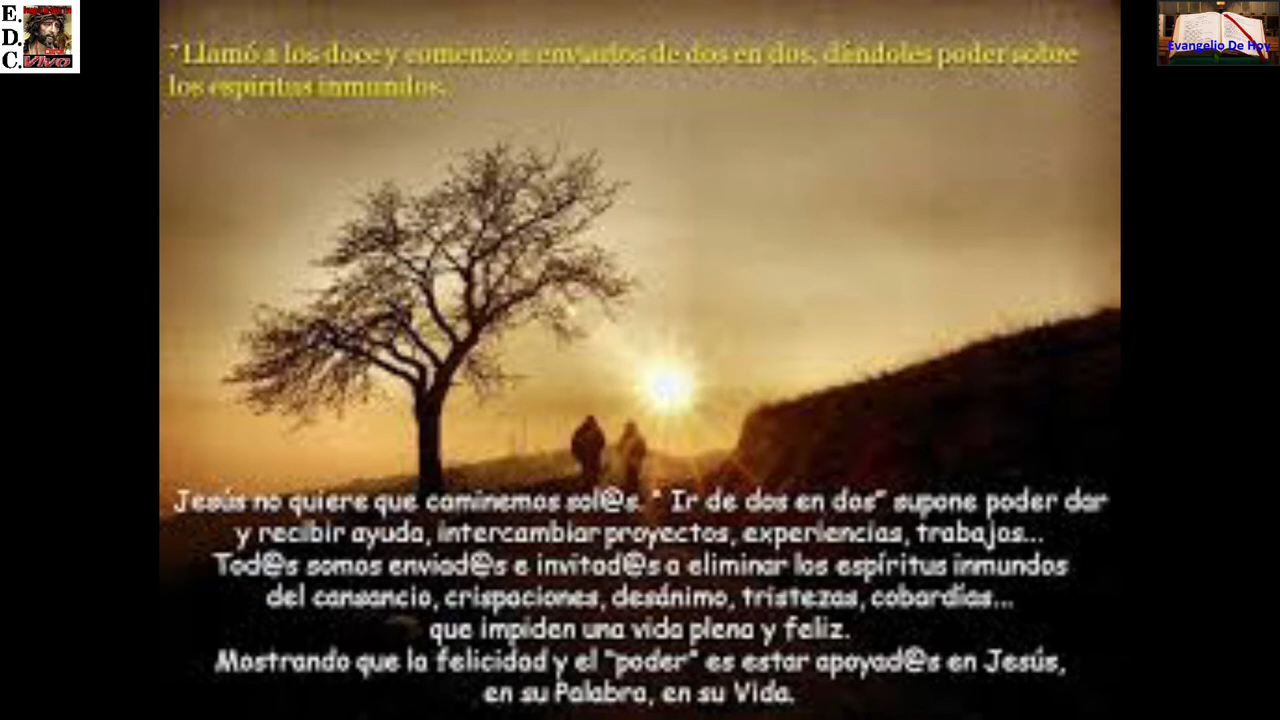 E.
D.
C. Vivo
Evangelio De Hoy
7 Llamó a los doce y comenzó a enviarlos de dos en dos, dándoles poder sobre
los espíritus inmundos.
Jesús no quiere que caminemos sol@s. " Ir de dos en dos" supone poder dar
y recibir ayuda, intercambiar proyectos, experiencias, trabajos...
Tod@s somos enviad@s e invitad@s a eliminar los espíritus inmundos
del cansancio, crispaciones, desánimo, tristezas, cobardías...
que impiden una vida plena y feliz.
Mostrando que la felicidad y el "poder" es estar apoyad@s en Jesús,
en su Palabra, en su Vida.